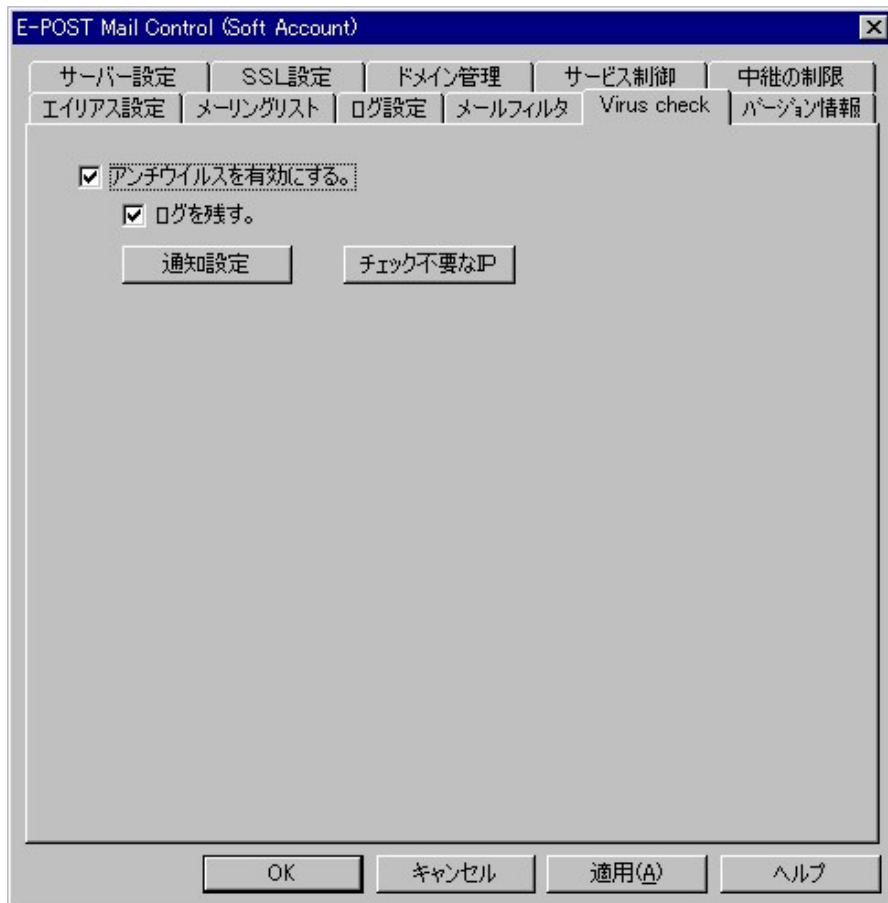 E-POST Mail Control (Soft Account)
サーバー設定 SSL設定 ドメイン管理 サービス制御 中継の制限
エイリアス設定 メーリングリスト ログ設定 メールフィルタ Virus check バージョン情報
アンチウイルスを有効にする。
ログを残す。
通知設定 チェック不要なIP
OK キャンセル 適用(A) ヘルプ